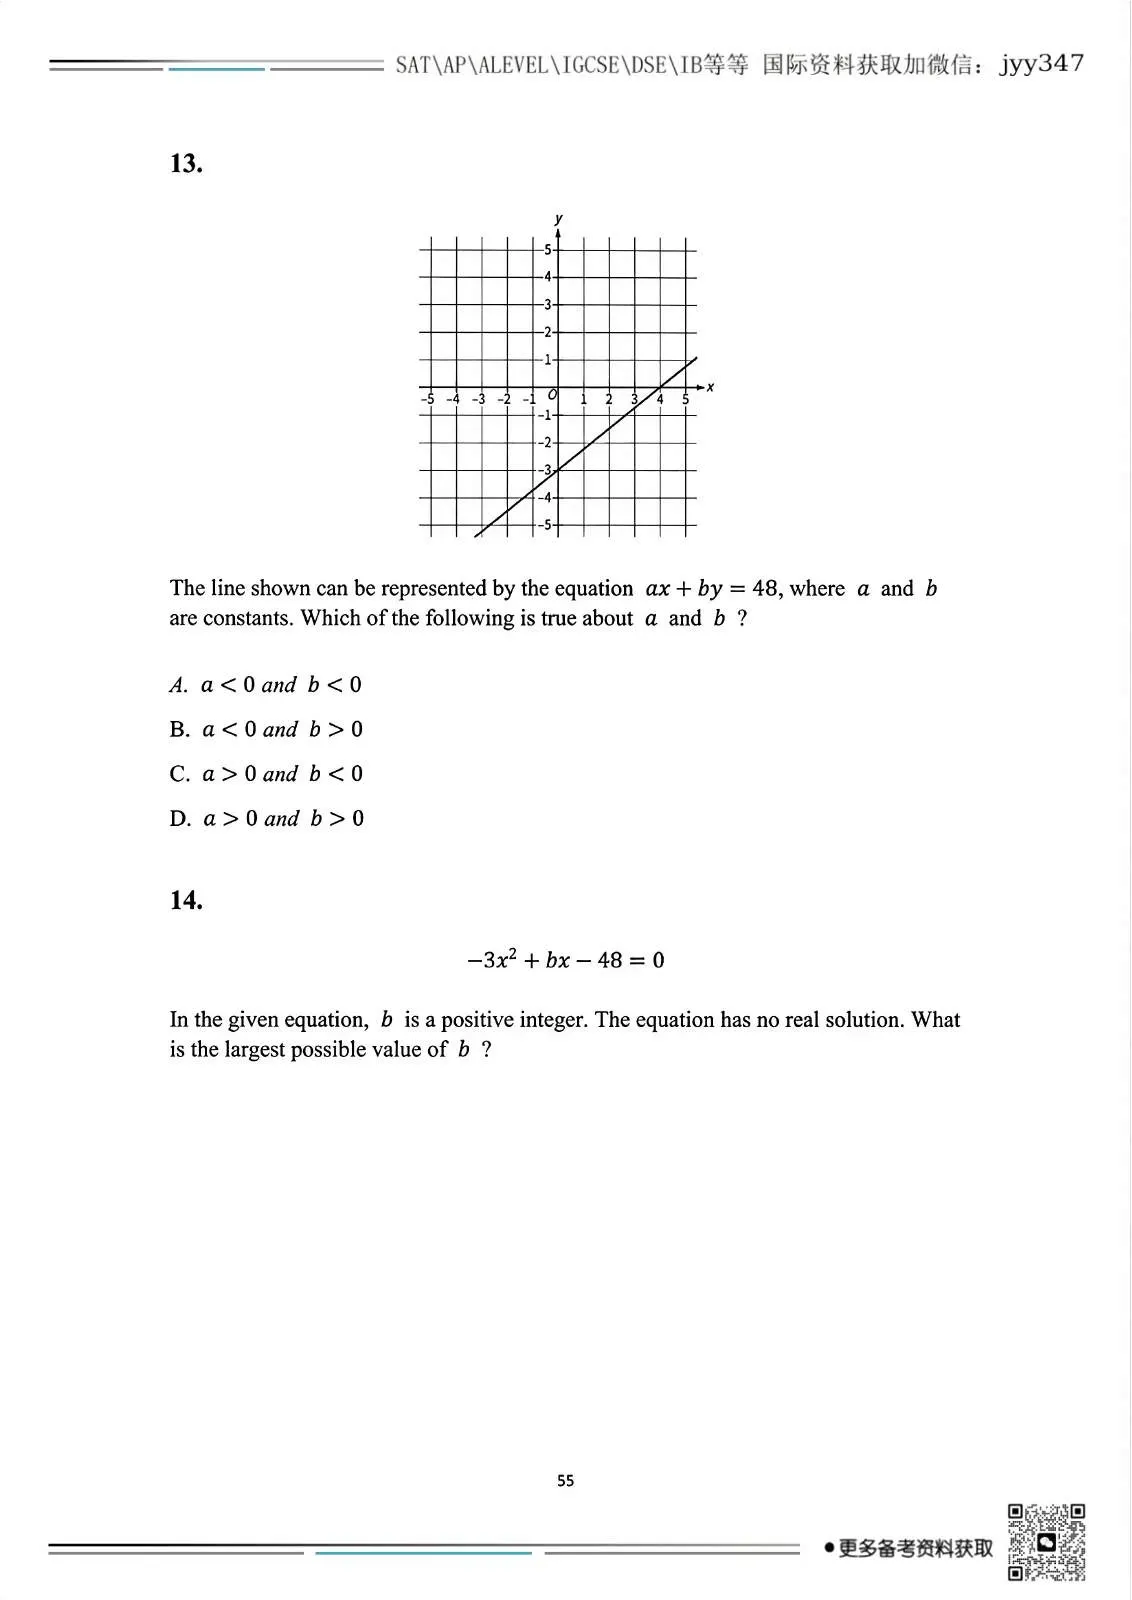 SAT\AP\ALEVEL\IGCSE\DSE\IB等等 国际资料获取加微信: jyy347
13.
y
5
4
3
2
1
-5 -4 -3 -2 -1 O 1 2 3 4 5 x
-1
-2
-3
-4
-5
The line shown can be represented by the equation ax + by = 48, where a and b
are constants. Which of the following is true about a and b ?
A. a < 0 and b < 0
B. a < 0 and b > 0
C. a > 0 and b < 0
D. a > 0 and b > 0
14.
−3x² + bx − 48 = 0
In the given equation, b is a positive integer. The equation has no real solution. What
is the largest possible value of b ?
55
●更多备考资料获取